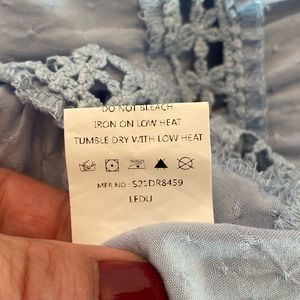 DO NOT BLEACH
IRON ON LOW HEAT
TUMBLE DRY WITH LOW HEAT
MFR NO : S21DR8459
LEDU